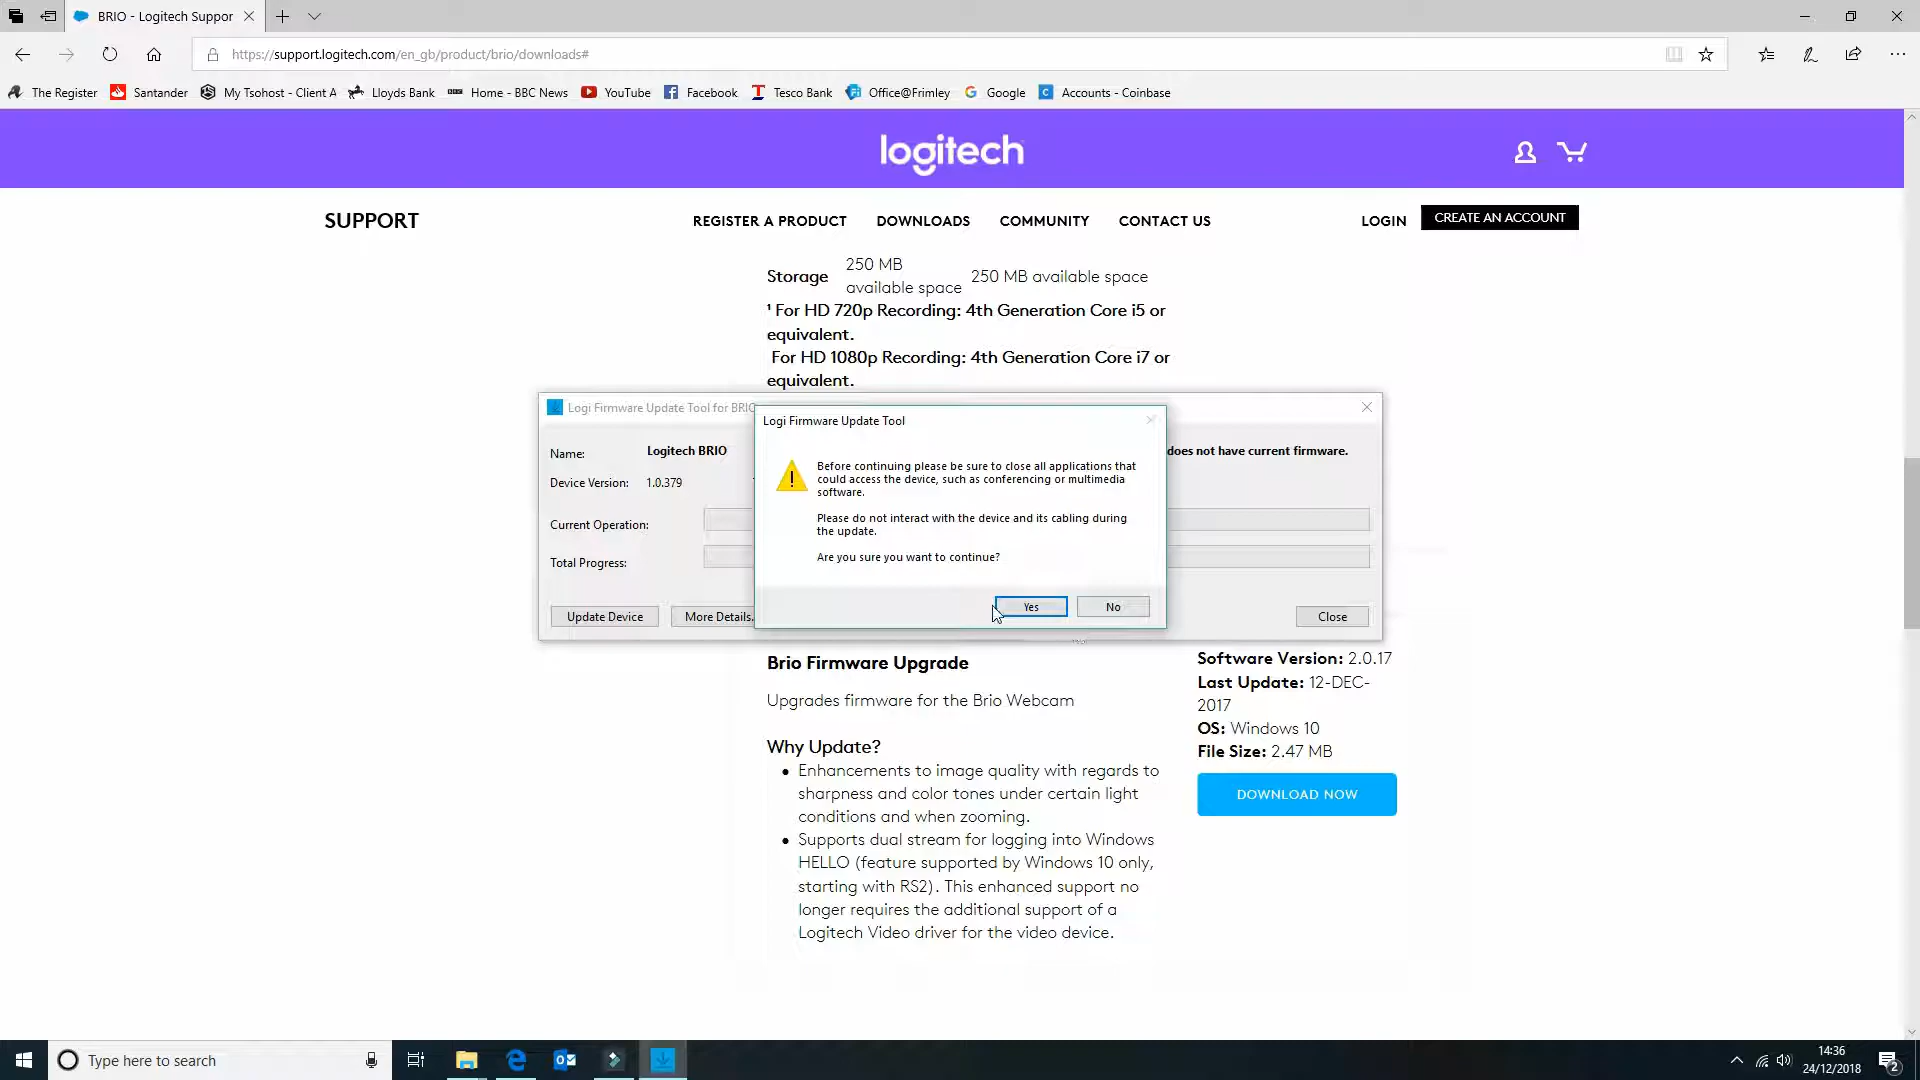 BRIO - Logitech Suppor
https://support.logitech.com/en_gb/product/brio/downloads#
The Register Santander My Tsohost - Client A Lloyds Bank Home - BBC News YouTube Facebook Tesco Bank Office@Frimley Google Accounts - Coinbase
logitech
SUPPORT REGISTER A PRODUCT DOWNLOADS COMMUNITY CONTACT US LOGIN CREATE AN ACCOUNT
Storage 250 MB available space 250 MB available space
¹ For HD 720p Recording: 4th Generation Core i5 or
equivalent.
For HD 1080p Recording: 4th Generation Core i7 or
equivalent.
Logi Firmware Update Tool for BRIO
Name: Logitech BRIO does not have current firmware.
Device Version: 1.0.379
Current Operation:
Total Progress:
Update Device More Details. Close
Logi Firmware Update Tool
Before continuing please be sure to close all applications that
could access the device, such as conferencing or multimedia
software.
Please do not interact with the device and its cabling during
the update.
Are you sure you want to continue?
Yes No
Brio Firmware Upgrade
Upgrades firmware for the Brio Webcam
Why Update?
Enhancements to image quality with regards to
sharpness and color tones under certain light
conditions and when zooming.
Supports dual stream for logging into Windows
HELLO (feature supported by Windows 10 only,
starting with RS2). This enhanced support no
longer requires the additional support of a
Logitech Video driver for the video device.
Software Version: 2.0.17
Last Update: 12-DEC-
2017
OS: Windows 10
File Size: 2.47 MB
DOWNLOAD NOW
Type here to search
14:36
24/12/2018
2